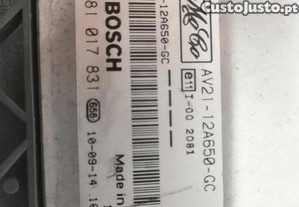 CustoJusto.pt
AV21-12A650-GC
e11 I-00 2081
-12A650-GC
BOSCH
81 017 831
658 10-09-14
Made in